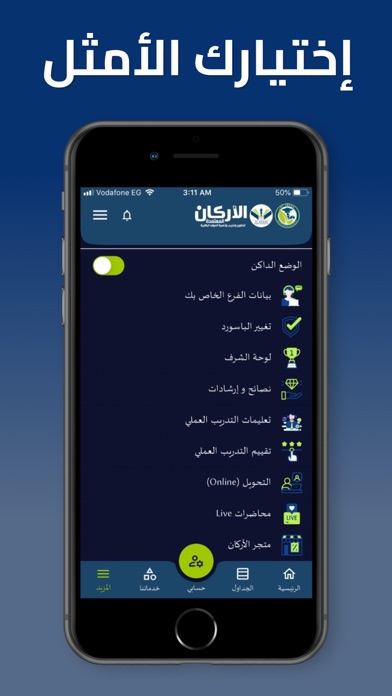 إختيارك الأمثل
Vodafone EG
3:11 AM
50%
الأركان
الوضع الداكن
بيانات الفرع الخاص بك
تغيير الباسورد
لوحة الشرف
نصائح و إرشادات
تعليمات التدريب العملي
تقييم التدريب العملي
التحويل (Online)
محاضرات Live
LIVE
متجر الأركان
الرئيسية
الجداول
حسابي
خدماتنا
المزيد